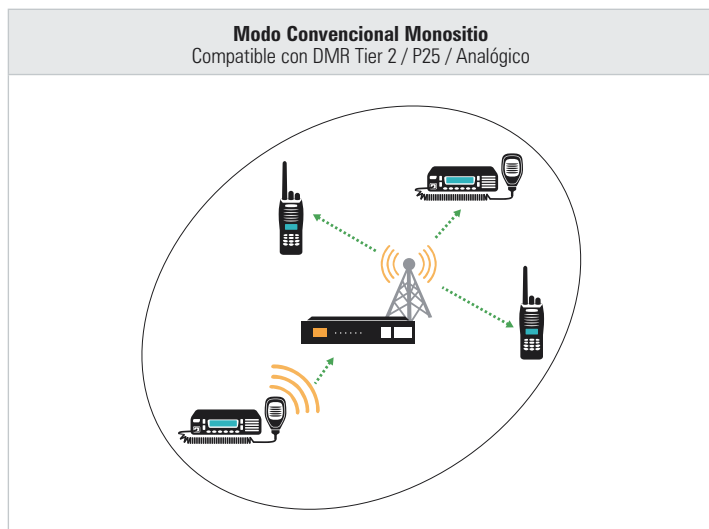 Modo Convencional Monositio
Compatible con DMR Tier 2 / P25 / Analógico